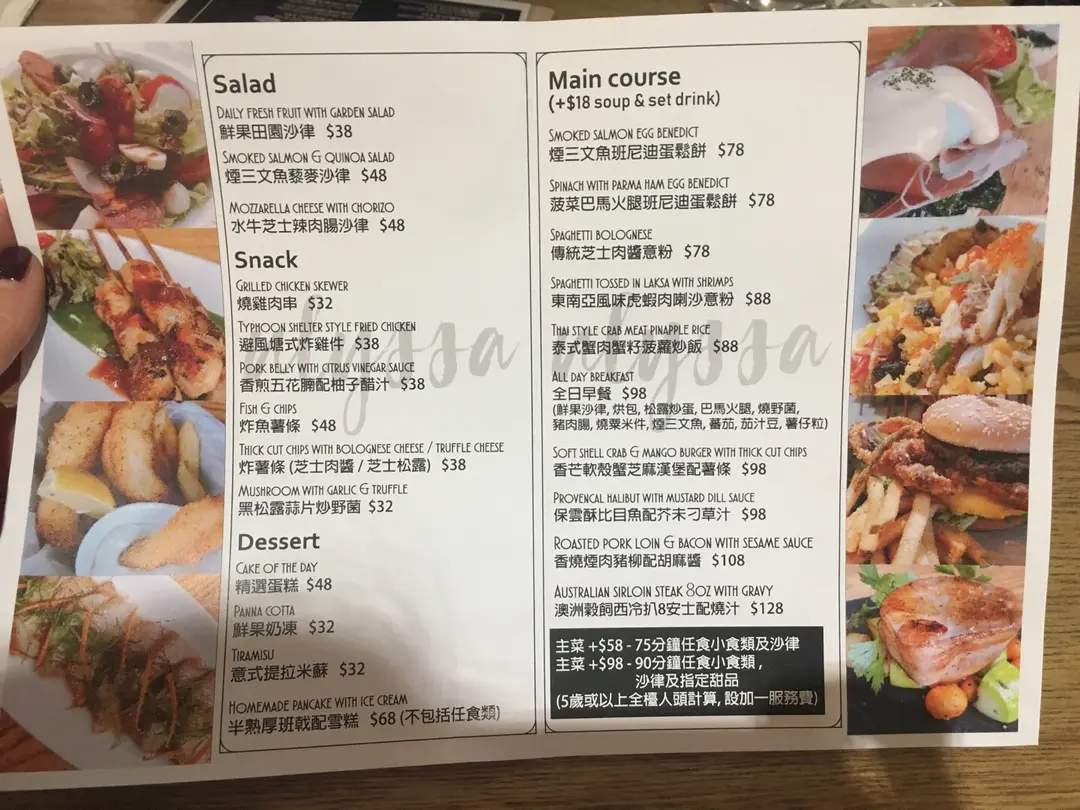 Salad
DAILY FRESH FRUIT WITH GARDEN SALAD
鮮果田園沙律 $38
SMOKED SALMON & QUINOA SALAD
煙三文魚藜麥沙律 $48
MOZZARELLA CHEESE WITH CHORIZO
水牛芝士辣肉腸沙律 $48
Snack
GRILLED CHICKEN SKEWER
燒雞肉串 $32
TYPHOON SHELTER STYLE FRIED CHICKEN
避風塘式炸雞件 $38
PORK BELLY WITH CITRUS VINEGAR SAUCE
香煎五花腩配柚子醋汁 $38
FISH & CHIPS
炸魚薯條 $48
THICK CUT CHIPS WITH BOLOGNESE CHEESE / TRUFFLE CHEESE
炸薯條 (芝士肉醬 / 芝士松露) $38
MUSHROOM WITH GARLIC & TRUFFLE
黑松露蒜片炒野菌 $32
Dessert
CAKE OF THE DAY
精選蛋糕 $48
PANNA COTTA
鮮果奶凍 $32
TIRAMISU
意式提拉米蘇 $32
HOMEMADE PANCAKE WITH ICE CREAM
半熟厚班戟配雪糕 $68 (不包括任食類)
alyssa
Main course
(+$18 soup & set drink)
SMOKED SALMON EGG BENEDICT
煙三文魚班尼迪蛋鬆餅 $78
SPINACH WITH PARMA HAM EGG BENEDICT
菠菜巴馬火腿班尼迪蛋鬆餅 $78
SPAGHETTI BOLOGNESE
傳統芝士肉醬意粉 $78
SPAGHETTI TOSSED IN LAKSA WITH SHRIMPS
東南亞風味虎蝦肉喇沙意粉 $88
THAI STYLE CRAB MEAT PINAPPLE RICE
泰式蟹肉蟹籽菠蘿炒飯 $88
ALL DAY BREAKFAST
全日早餐 $98
(鮮果沙律, 烘包, 松露炒蛋, 巴馬火腿, 燒野菌,
豬肉腸, 燒粟米件, 煙三文魚, 蕃茄, 茄汁豆, 薯仔粒)
SOFT SHELL CRAB & MANGO BURGER WITH THICK CUT CHIPS
香芒軟殼蟹芝麻漢堡配薯條 $98
PROVENCAL HALIBUT WITH MUSTARD DILL SAUCE
保雲酥比目魚配芥末刁草汁 $98
ROASTED PORK LOIN & BACON WITH SESAME SAUCE
香燒煙肉豬柳配胡麻醬 $108
AUSTRALIAN SIRLOIN STEAK 8OZ WITH GRAVY
澳洲穀飼西冷扒8安士配燒汁 $128
主菜 +$58 - 75分鐘任食小食類及沙律
主菜 +$98 - 90分鐘任食小食類,
沙律及指定甜品
(5歲或以上全檯人頭計算, 設加一服務費)
alyssa